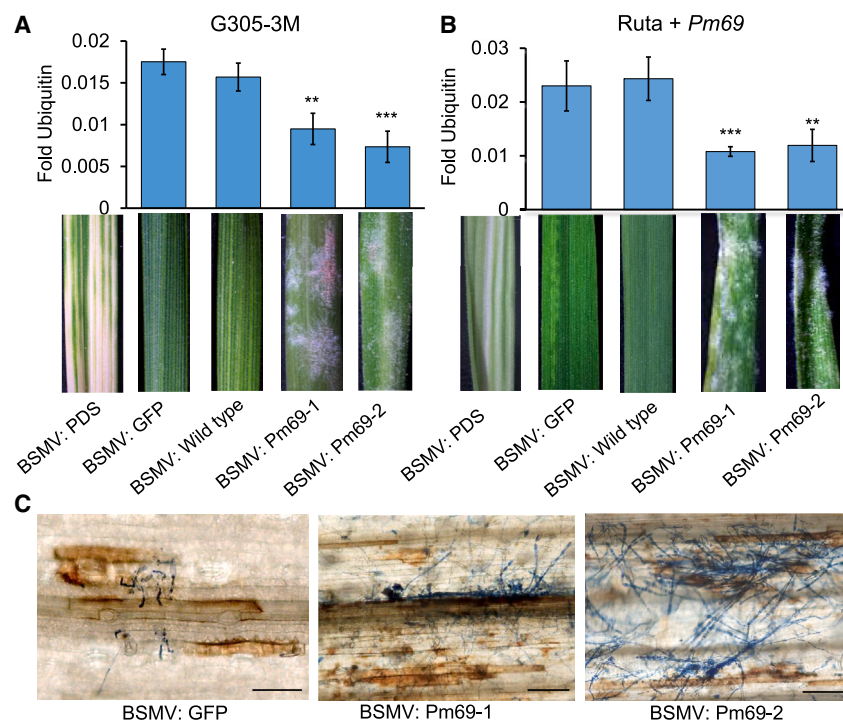 A
G305-3M
Fold Ubiquitin
0.02
0.015
0.01
0.005
0
**
***
BSMV: PDS
BSMV: GFP
BSMV: Wild type
BSMV: Pm69-1
BSMV: Pm69-2
B
Ruta + Pm69
Fold Ubiquitin
0.03
0.02
0.01
0
***
**
BSMV: PDS
BSMV: GFP
BSMV: Wild type
BSMV: Pm69-1
BSMV: Pm69-2
C
BSMV: GFP
BSMV: Pm69-1
BSMV: Pm69-2